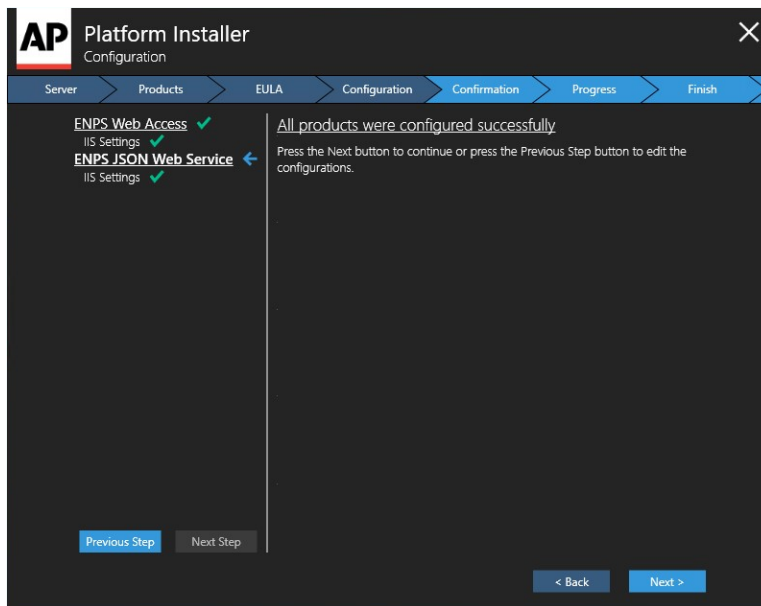 AP
Platform Installer
Configuration
Server
Products
EULA
Configuration
Confirmation
Progress
Finish
ENPS Web Access
IIS Settings
ENPS JSON Web Service
IIS Settings
All products were configured successfully
Press the Next button to continue or press the Previous Step button to edit the
configurations.
Previous Step
Next Step
< Back
Next >